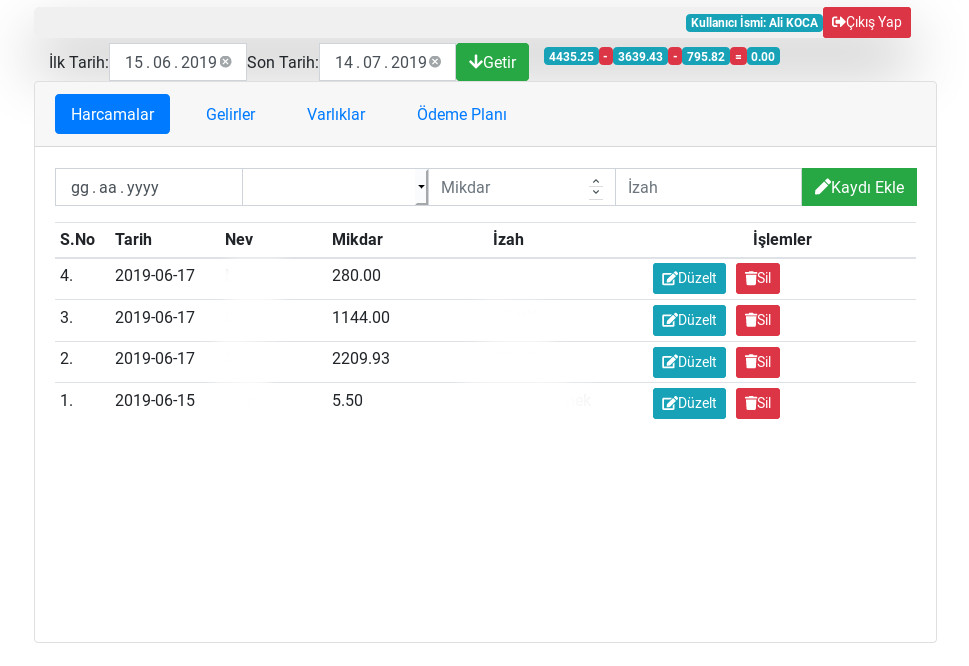 Kullanıcı İsmi: Ali KOCA Çıkış Yap
İlk Tarih: 15.06.2019 Son Tarih: 14.07.2019 Getir 4435.25 - 3639.43 - 795.82 = 0.00
Harcamalar Gelirler Varlıklar Ödeme Planı
gg.aa.yyyy Mikdar İzah Kaydı Ekle
S.No Tarih Nev Mikdar İzah İşlemler
4. 2019-06-17 280.00 Düzelt Sil
3. 2019-06-17 1144.00 Düzelt Sil
2. 2019-06-17 2209.93 Düzelt Sil
1. 2019-06-15 5.50 Düzelt Sil